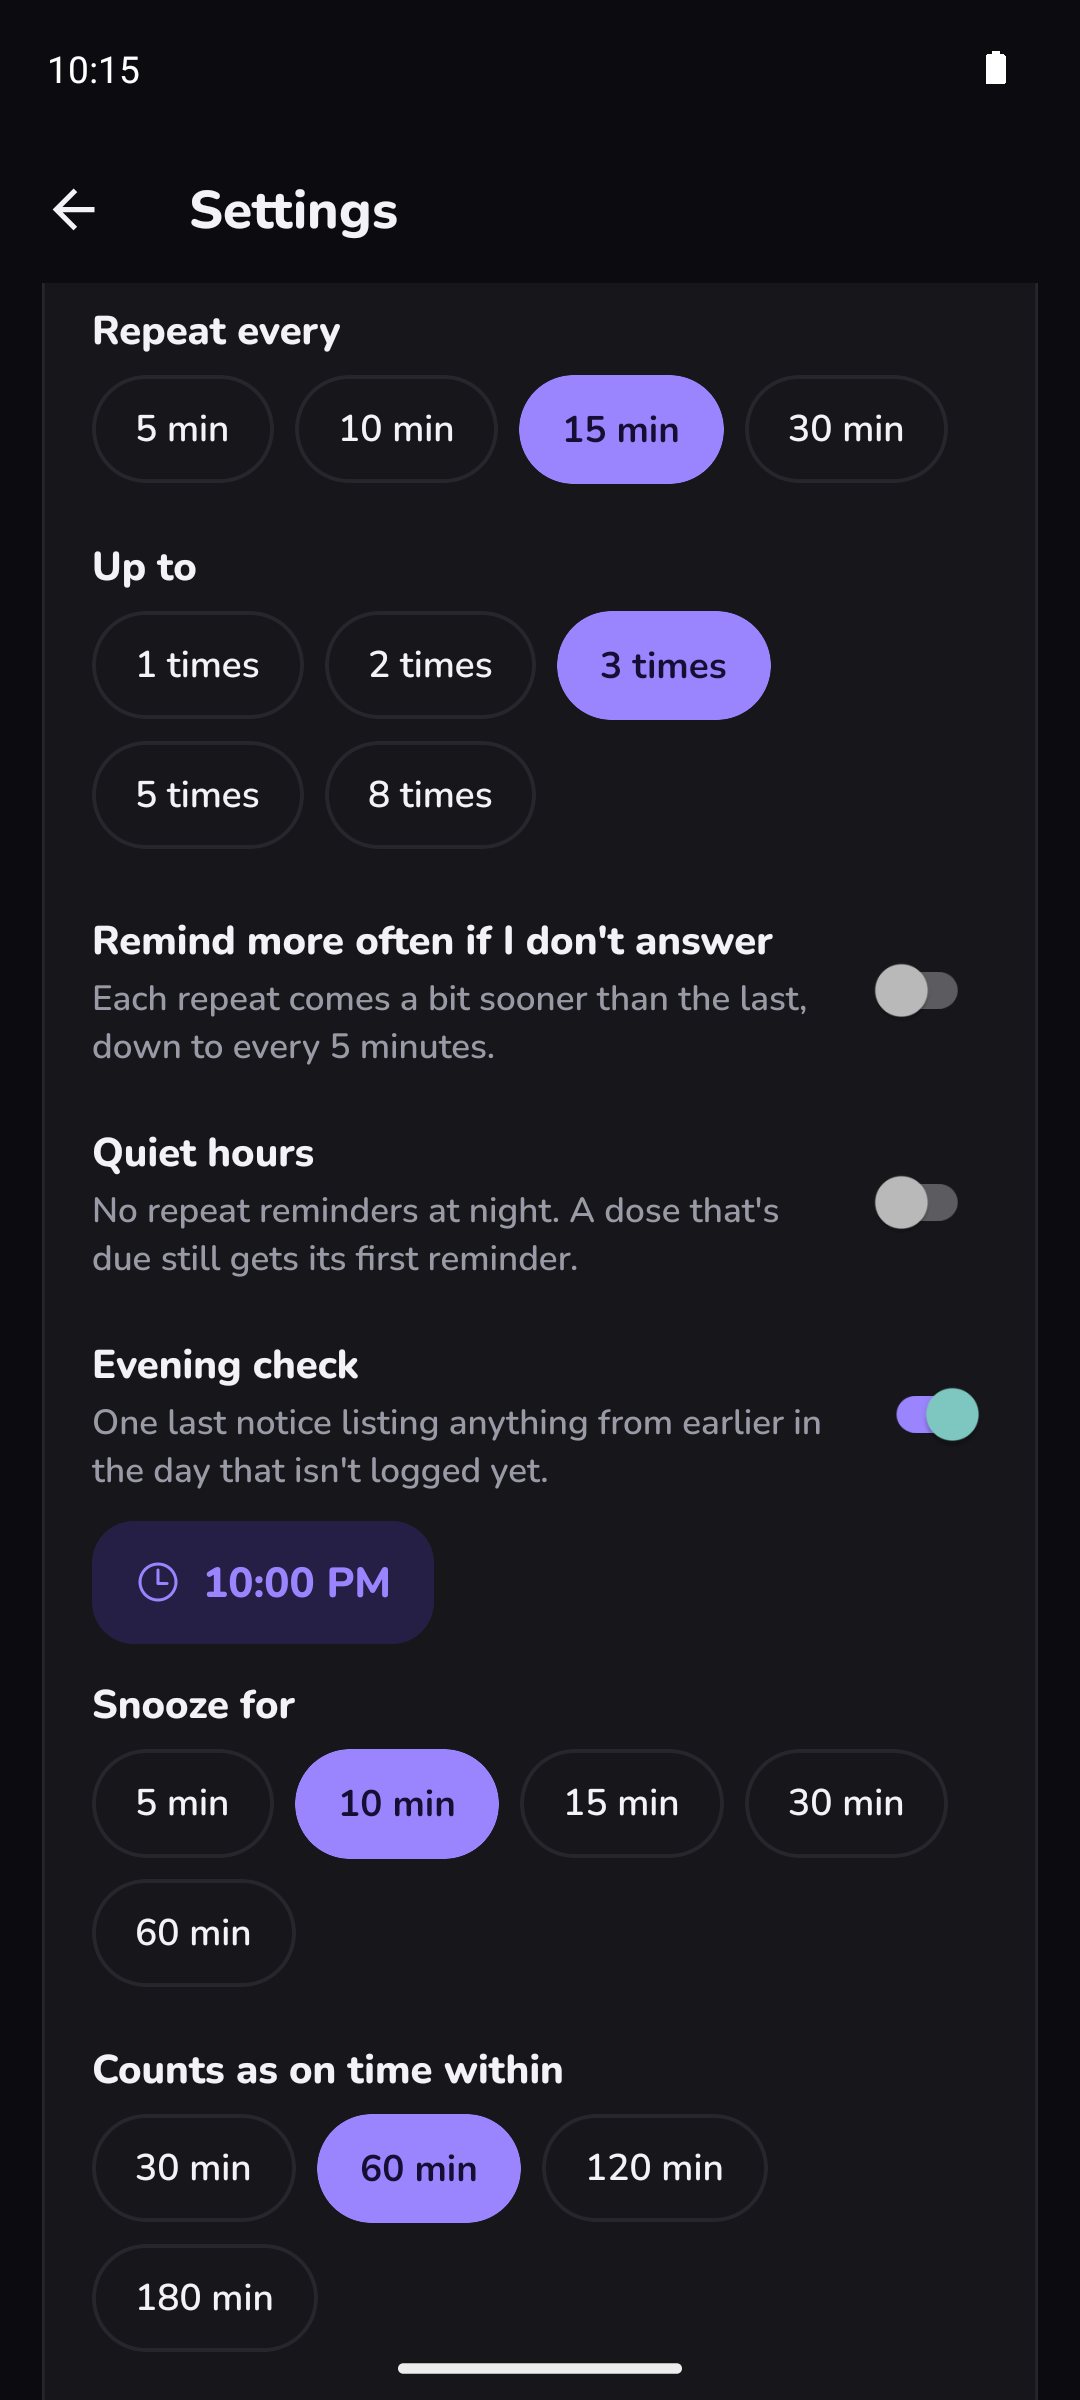 10:15
Settings
Repeat every
5 min 10 min 15 min 30 min
Up to
1 times 2 times 3 times
5 times 8 times
Remind more often if I don't answer
Each repeat comes a bit sooner than the last,
down to every 5 minutes.
Quiet hours
No repeat reminders at night. A dose that's
due still gets its first reminder.
Evening check
One last notice listing anything from earlier in
the day that isn't logged yet.
10:00 PM
Snooze for
5 min 10 min 15 min 30 min
60 min
Counts as on time within
30 min 60 min 120 min
180 min